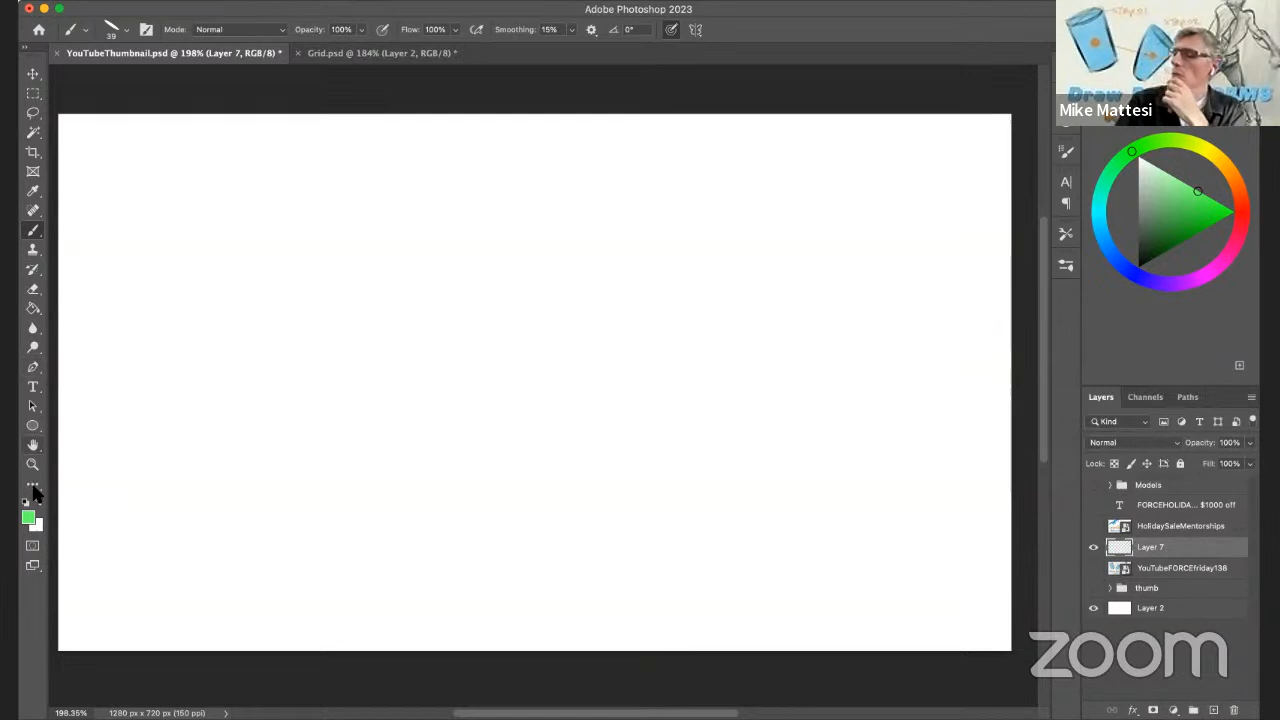 Adobe Photoshop 2023
39
Mode: Normal
Opacity: 100%
Flow: 100%
Smoothing: 15%
0°
YouTubeThumbnail.psd @ 198% (Layer 7, RGB/8) *
Grid.psd @ 184% (Layer 2, RGB/8) *
Mike Mattesi
Layers
Channels
Paths
Kind
Normal
Opacity: 100%
Lock:
Fill: 100%
Models
FORCEHOLIDA... $1000 off
HolidaySaleMentorships
Layer 7
YouTubeFORCEfriday136
thumb
Layer 2
zoom
198.35%
1280 px x 720 px (150 ppi)